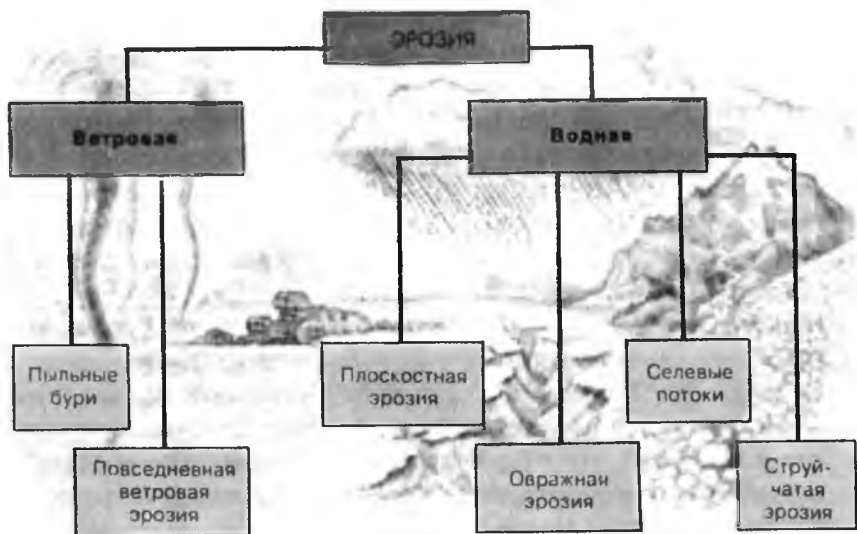 ЭРОЗИЯ
Ветровая
Водная
Пыльные
бури
Плоскостная
эрозия
Селевые
потоки
Повседневная
ветровая
эрозия
Овражная
эрозия
Струй-
чатая
эрозия